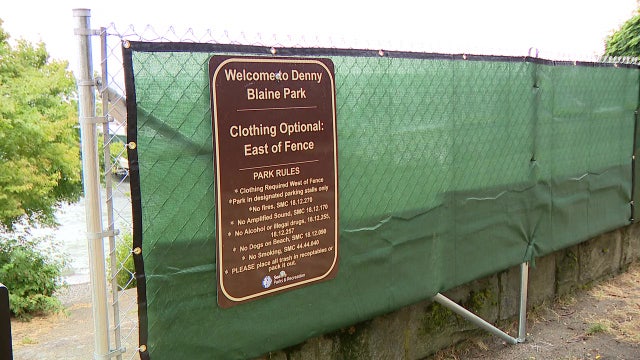 Welcome to Denny
Blaine Park
Clothing Optional:
East of Fence
PARK RULES
* Clothing Required West of Fence
*Park in designated parking stalls only
*No fires, SMC 18.12.270
* No Amplified Sound, SMC 18.12.170
* No Alcohol or illegal drugs, 18.12.255,
18.12.257
* No Dogs on Beach, SMC 18.12.080
* No Smoking, SMC 44.44.040
* PLEASE place all trash in receptacles or
pack it out.
Seattle
Parks & Recreation